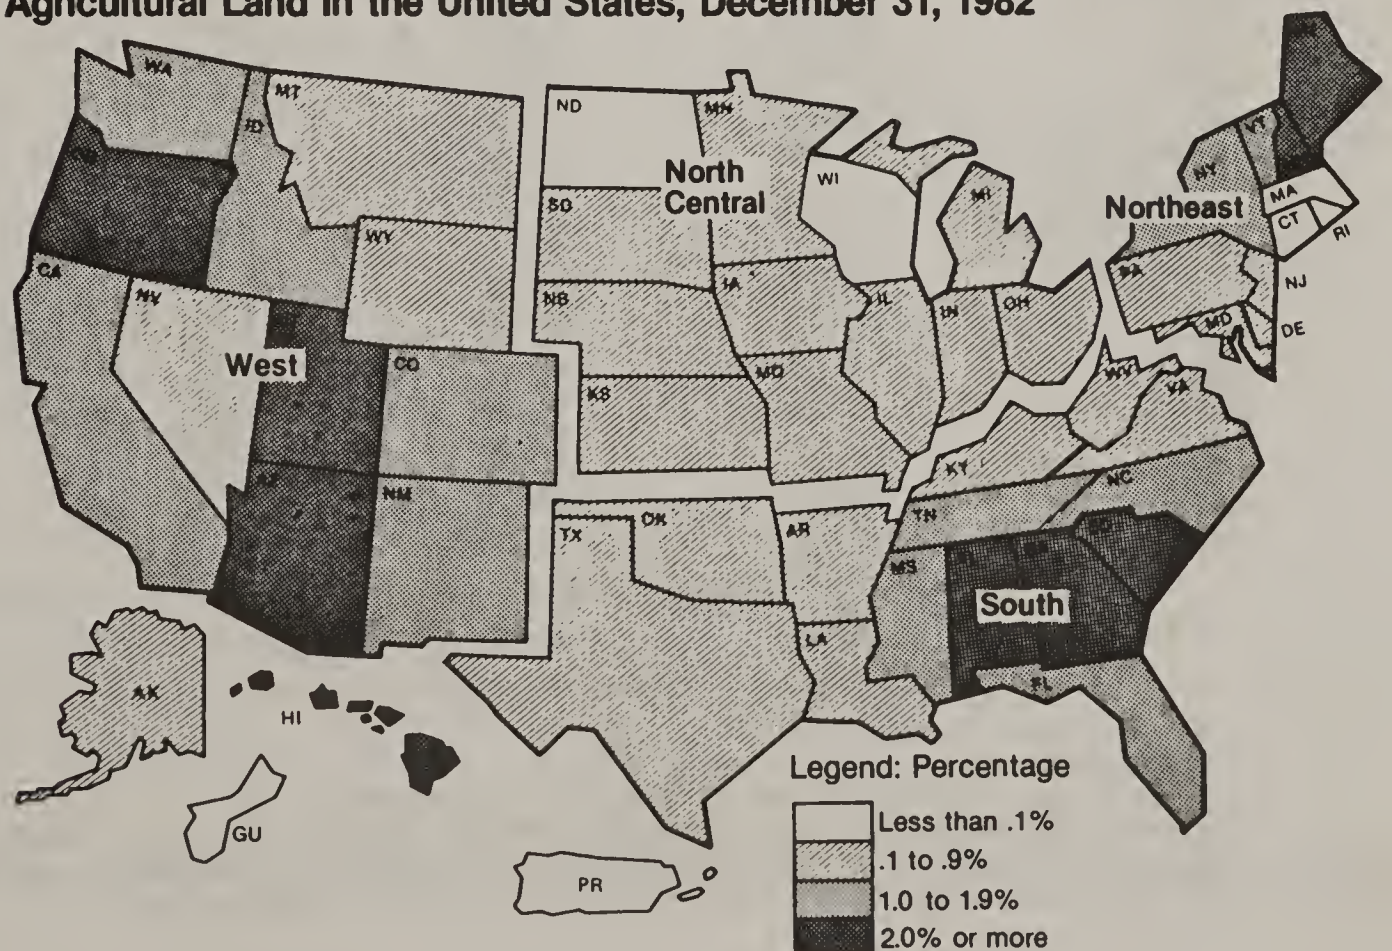 Agricultural Land in the United States, December 31, 1982
WA
MT
ID
ND
MN
North
Central
WI
MI
VT
NY
MA
CT
RI
Northeast
SD
WY
CA
NV
NB
IA
IL
IN
OH
PA
NJ
MD
DE
West
CO
KS
MO
WV
VA
KY
NM
TX
OK
AR
TN
NC
MS
South
LA
FL
AK
HI
GU
PR
Legend: Percentage
Less than .1%
.1 to .9%
1.0 to 1.9%
2.0% or more